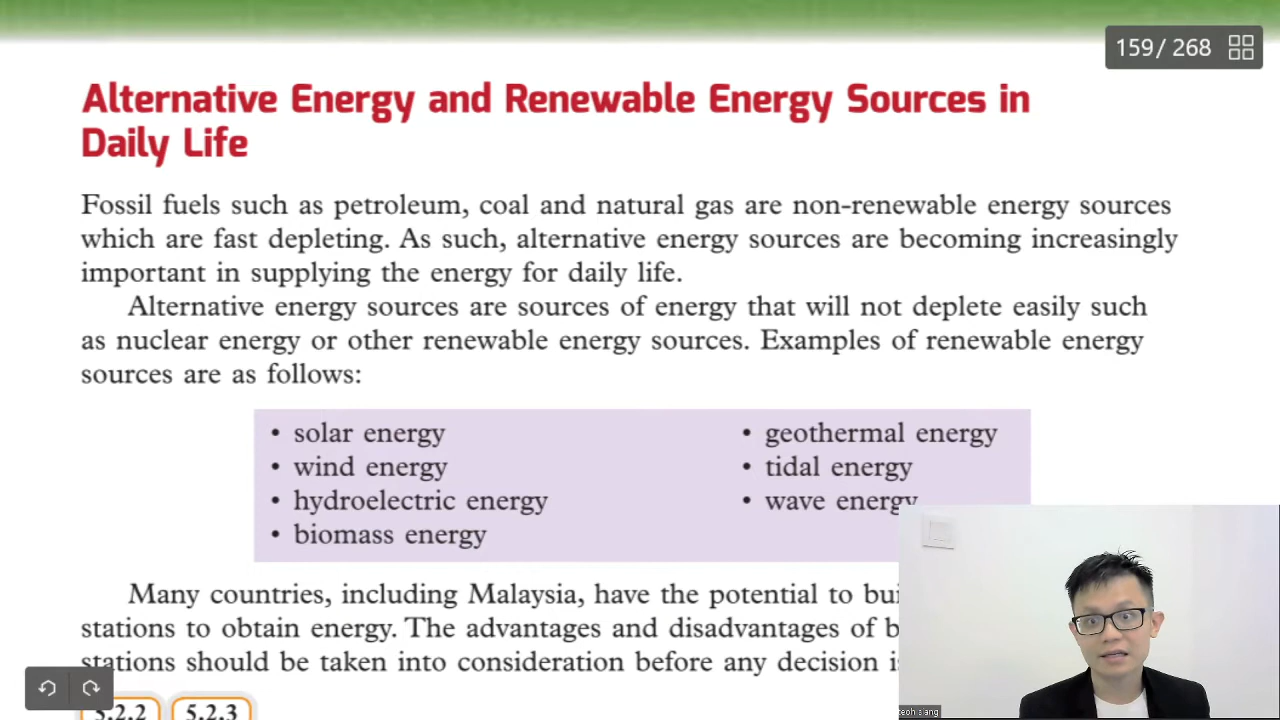 159/ 268
Alternative Energy and Renewable Energy Sources in
Daily Life
Fossil fuels such as petroleum, coal and natural gas are non-renewable energy sources
which are fast depleting. As such, alternative energy sources are becoming increasingly
important in supplying the energy for daily life.
Alternative energy sources are sources of energy that will not deplete easily such
as nuclear energy or other renewable energy sources. Examples of renewable energy
sources are as follows:
• solar energy
• wind energy
• hydroelectric energy
• biomass energy
• geothermal energy
• tidal energy
• wave energy
Many countries, including Malaysia, have the potential to
stations to obtain energy. The advantages and disadvantages of
stations should be taken into consideration before any decision
5.2.2 5.2.3